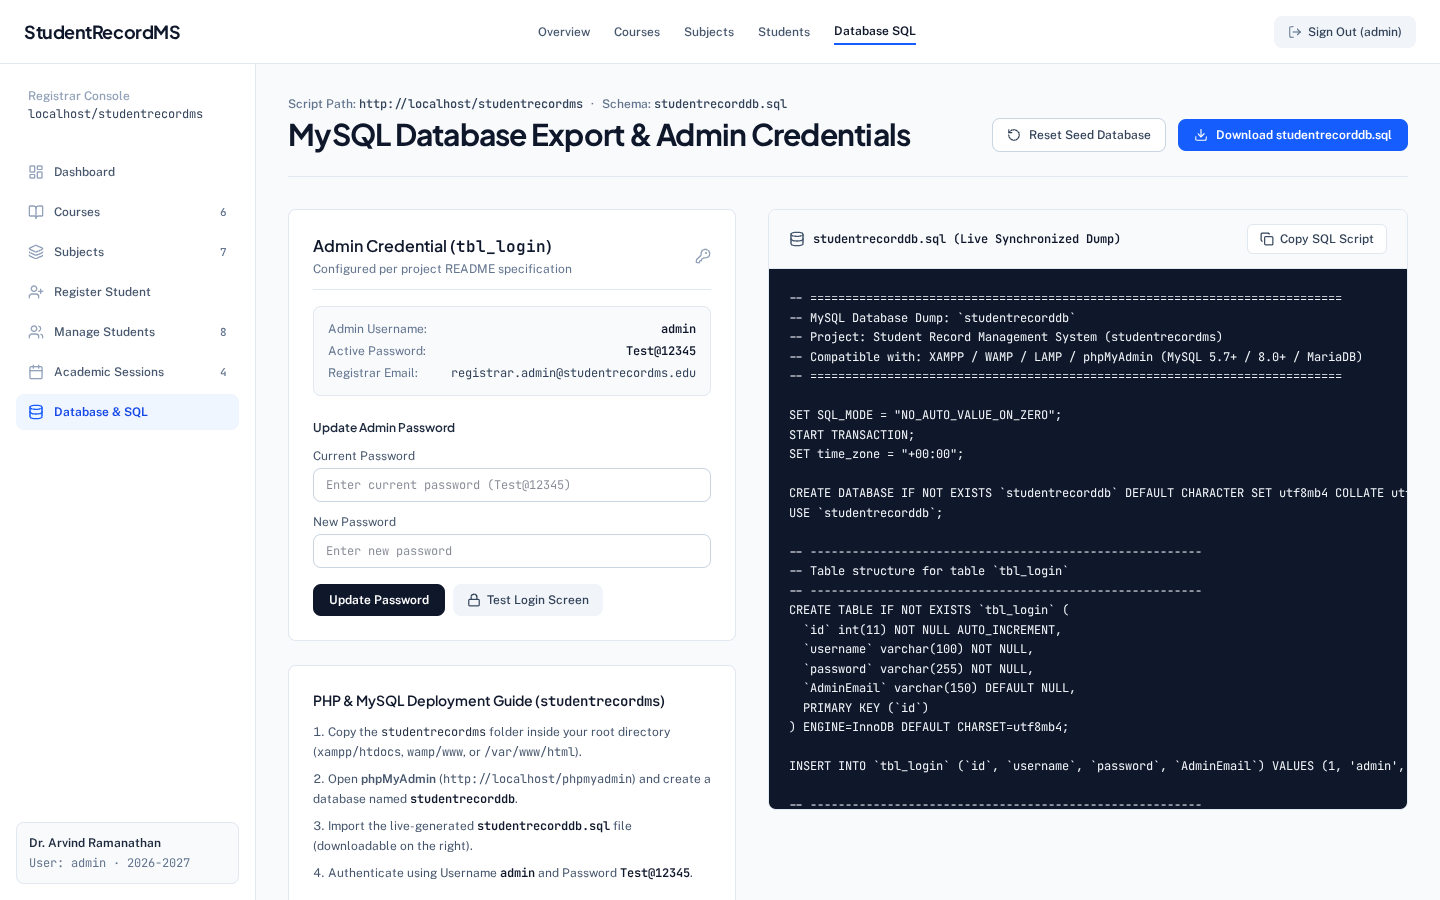 StudentRecordMS
Overview
Courses
Subjects
Students
Database SQL
Sign Out (admin)
Registrar Console
localhost/studentrecordms
Dashboard
Courses 6
Subjects 7
Register Student
Manage Students 8
Academic Sessions 4
Database & SQL
Dr. Arvind Ramanathan
User: admin · 2026-2027
Script Path: http://localhost/studentrecordms · Schema: studentrecorddb.sql
MySQL Database Export & Admin Credentials
Reset Seed Database
Download studentrecorddb.sql
Admin Credential (tbl_login)
Configured per project README specification
Admin Username: admin
Active Password: Test@12345
Registrar Email: registrar.admin@studentrecordms.edu
Update Admin Password
Current Password
Enter current password (Test@12345)
New Password
Enter new password
Update Password
Test Login Screen
PHP & MySQL Deployment Guide (studentrecordms)
1. Copy the studentrecordms folder inside your root directory
(xampp/htdocs, wamp/www, or /var/www/html).
2. Open phpMyAdmin (http://localhost/phpmyadmin) and create a
database named studentrecorddb.
3. Import the live-generated studentrecorddb.sql file
(downloadable on the right).
4. Authenticate using Username admin and Password Test@12345.
studentrecorddb.sql (Live Synchronized Dump)
Copy SQL Script
-- ============================================================================
-- MySQL Database Dump: `studentrecorddb`
-- Project: Student Record Management System (studentrecordms)
-- Compatible with: XAMPP / WAMP / LAMP / phpMyAdmin (MySQL 5.7+ / 8.0+ / MariaDB)
-- ============================================================================
SET SQL_MODE = "NO_AUTO_VALUE_ON_ZERO";
START TRANSACTION;
SET time_zone = "+00:00";
CREATE DATABASE IF NOT EXISTS `studentrecorddb` DEFAULT CHARACTER SET utf8mb4 COLLATE utf
USE `studentrecorddb`;
-- --------------------------------------------------------
-- Table structure for table `tbl_login`
-- --------------------------------------------------------
CREATE TABLE IF NOT EXISTS `tbl_login` (
`id` int(11) NOT NULL AUTO_INCREMENT,
`username` varchar(100) NOT NULL,
`password` varchar(255) NOT NULL,
`AdminEmail` varchar(150) DEFAULT NULL,
PRIMARY KEY (`id`)
) ENGINE=InnoDB DEFAULT CHARSET=utf8mb4;
INSERT INTO `tbl_login` (`id`, `username`, `password`, `AdminEmail`) VALUES (1, 'admin',
-- --------------------------------------------------------